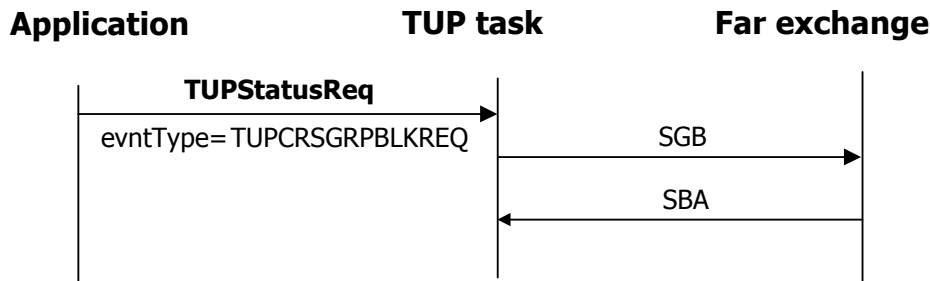 Application TUP task Far exchange
TUPStatusReq
evntType=TUPCRSGRPBLKREQ
SGB
SBA